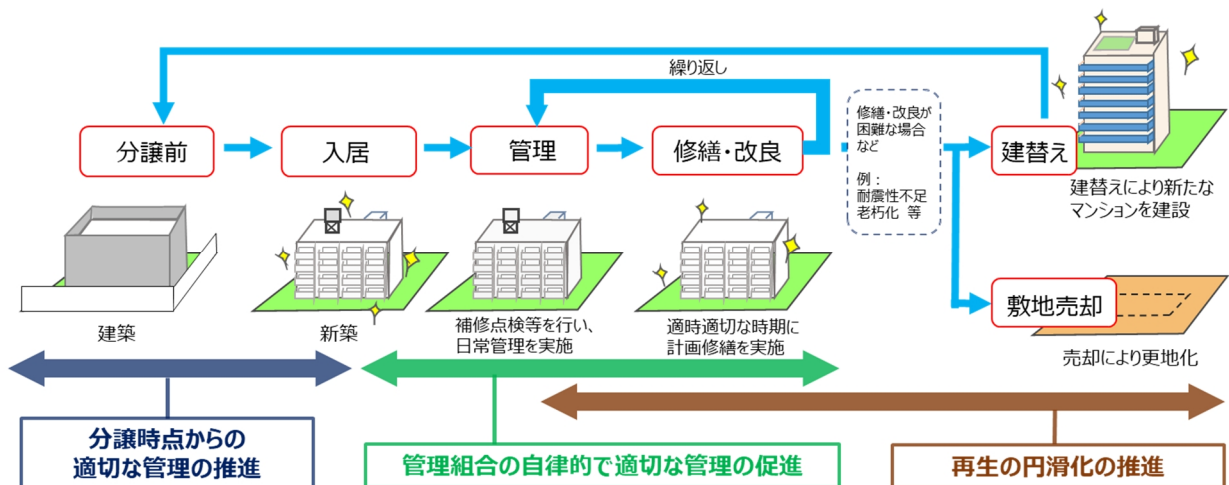 繰り返し
分譲前
入居
管理
修繕・改良
修繕・改良が
困難な場合
など
例：
耐震性不足
老朽化 等
建替え
建替えにより新たな
マンションを建設
敷地売却
売却により更地化
建築
新築
補修点検等を行い、
日常管理を実施
適時適切な時期に
計画修繕を実施
分譲時点からの
適切な管理の推進
管理組合の自律的で適切な管理の促進
再生の円滑化の推進